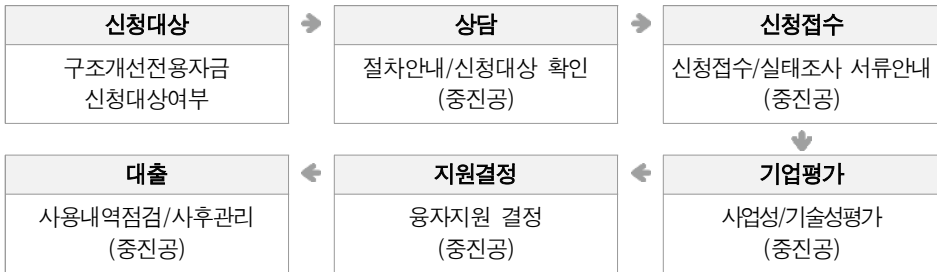 신청대상
구조개선전용자금
신청대상여부
상담
절차안내/신청대상 확인
(중진공)
신청접수
신청접수/실태조사 서류안내
(중진공)
기업평가
사업성/기술성평가
(중진공)
지원결정
융자지원 결정
(중진공)
대출
사용내역점검/사후관리
(중진공)